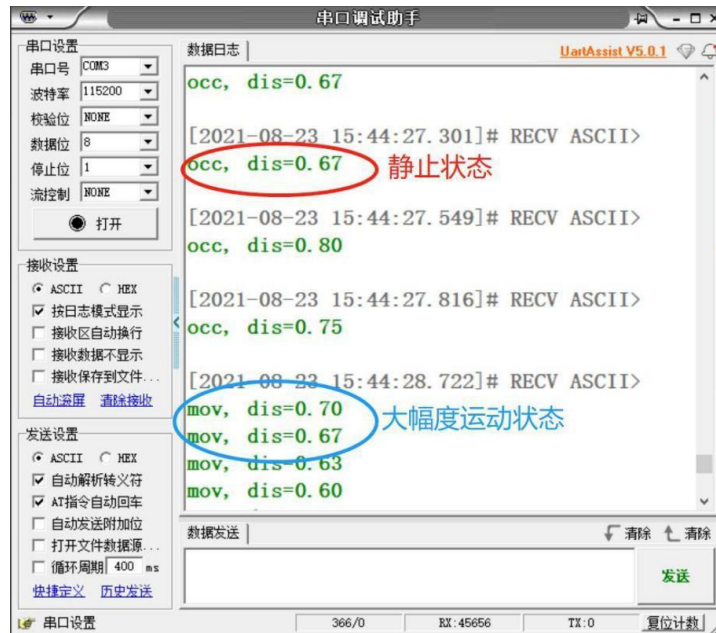 串口调试助手
串口设置
串口号 COM3
波特率 115200
校验位 NONE
数据位 8
停止位 1
流控制 NONE
打开
接收设置
ASCII HEX
按日志模式显示
接收区自动换行
接收数据不显示
接收保存到文件...
自动滚屏 清除接收
发送设置
ASCII HEX
自动解析转义符
AT指令自动回车
自动发送附加位
打开文件数据源...
循环周期 400 ms
快捷定义 历史发送
数据日志 UartAssist V5.0.1
occ, dis=0.67
[2021-08-23 15:44:27.301]# RECV ASCII>
occ, dis=0.67 静止状态
[2021-08-23 15:44:27.549]# RECV ASCII>
occ, dis=0.80
[2021-08-23 15:44:27.816]# RECV ASCII>
occ, dis=0.75
[2021-08-23 15:44:28.722]# RECV ASCII>
mov, dis=0.70
大幅度运动状态
mov, dis=0.67
mov, dis=0.63
mov, dis=0.60
数据发送 清除 清除
发送
串口设置 366/0 RX:45656 TX:0 复位计数